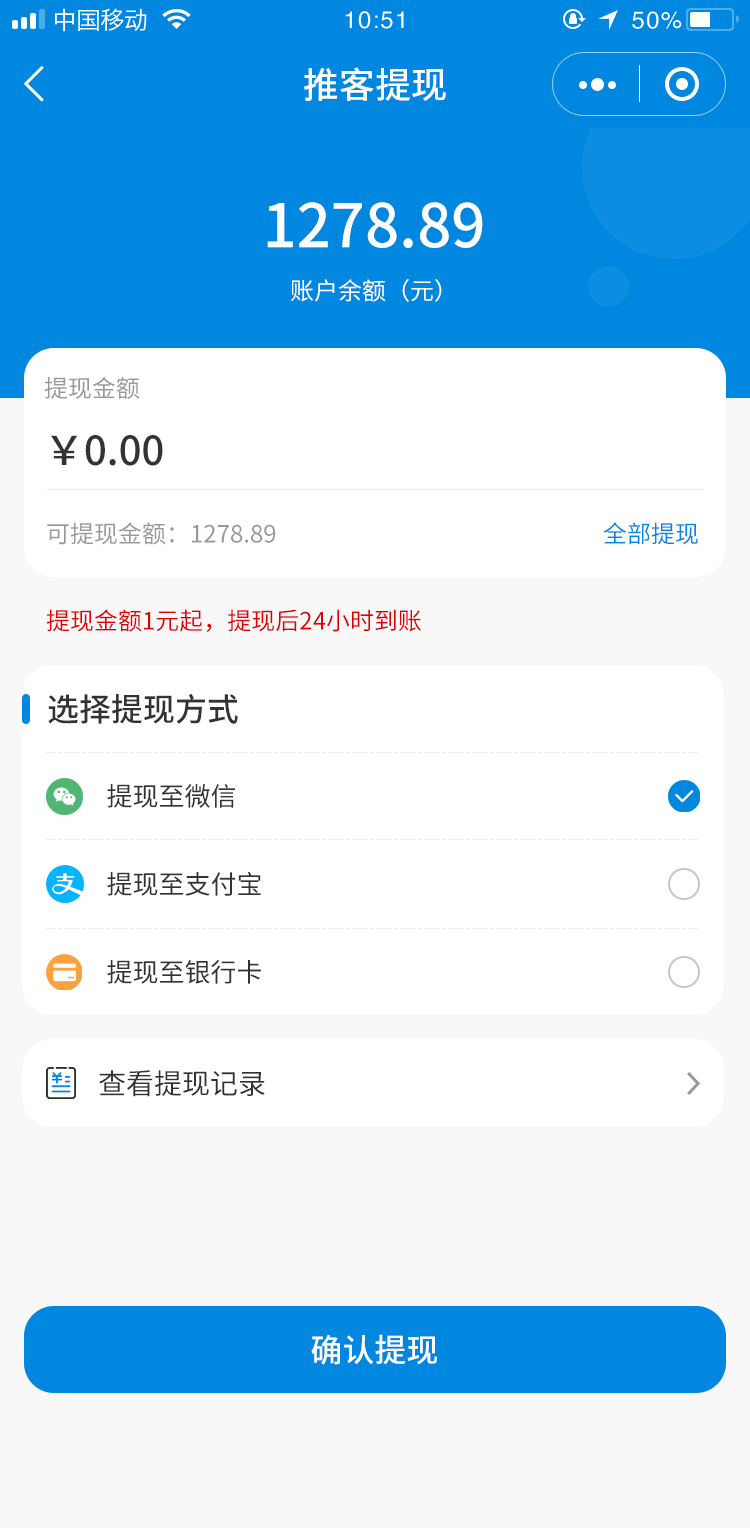 中国移动 10:51 50%
推客提现
1278.89
账户余额（元）
提现金额
￥0.00
可提现金额：1278.89 全部提现
提现金额1元起，提现后24小时到账
选择提现方式
提现至微信
支 提现至支付宝
提现至银行卡
查看提现记录
确认提现